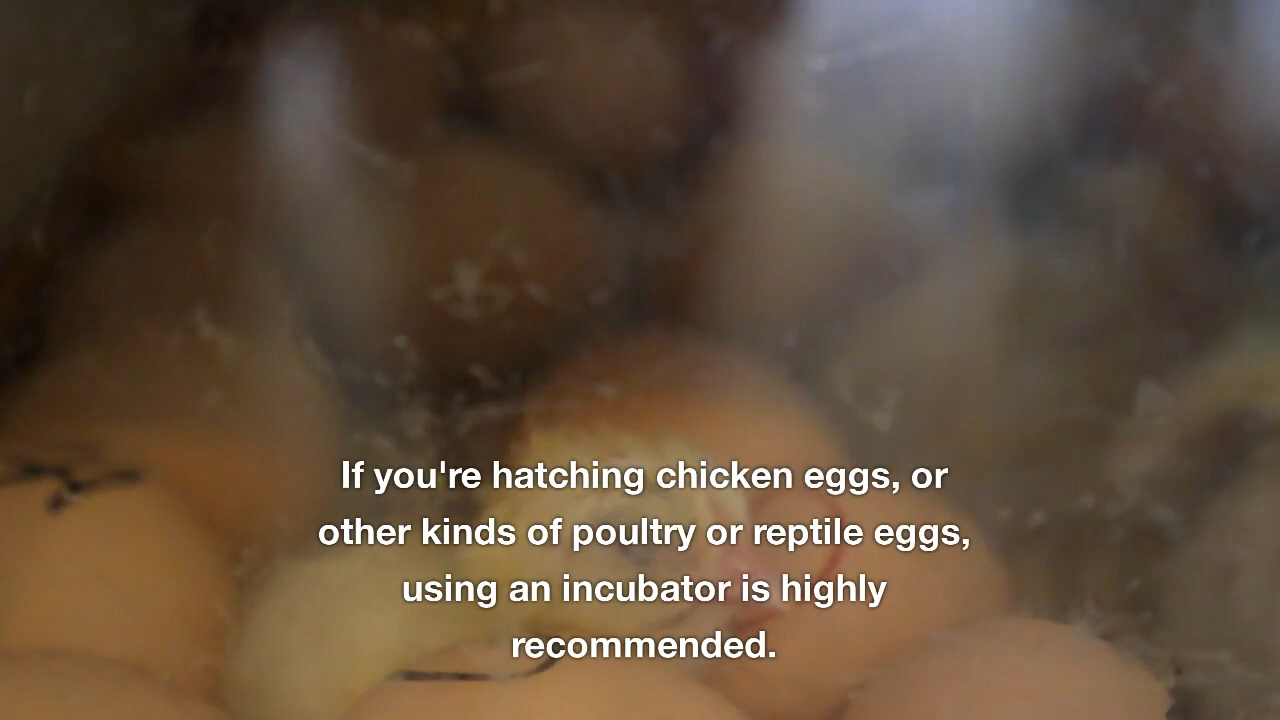 If you're hatching chicken eggs, or
other kinds of poultry or reptile eggs,
using an incubator is highly
recommended.